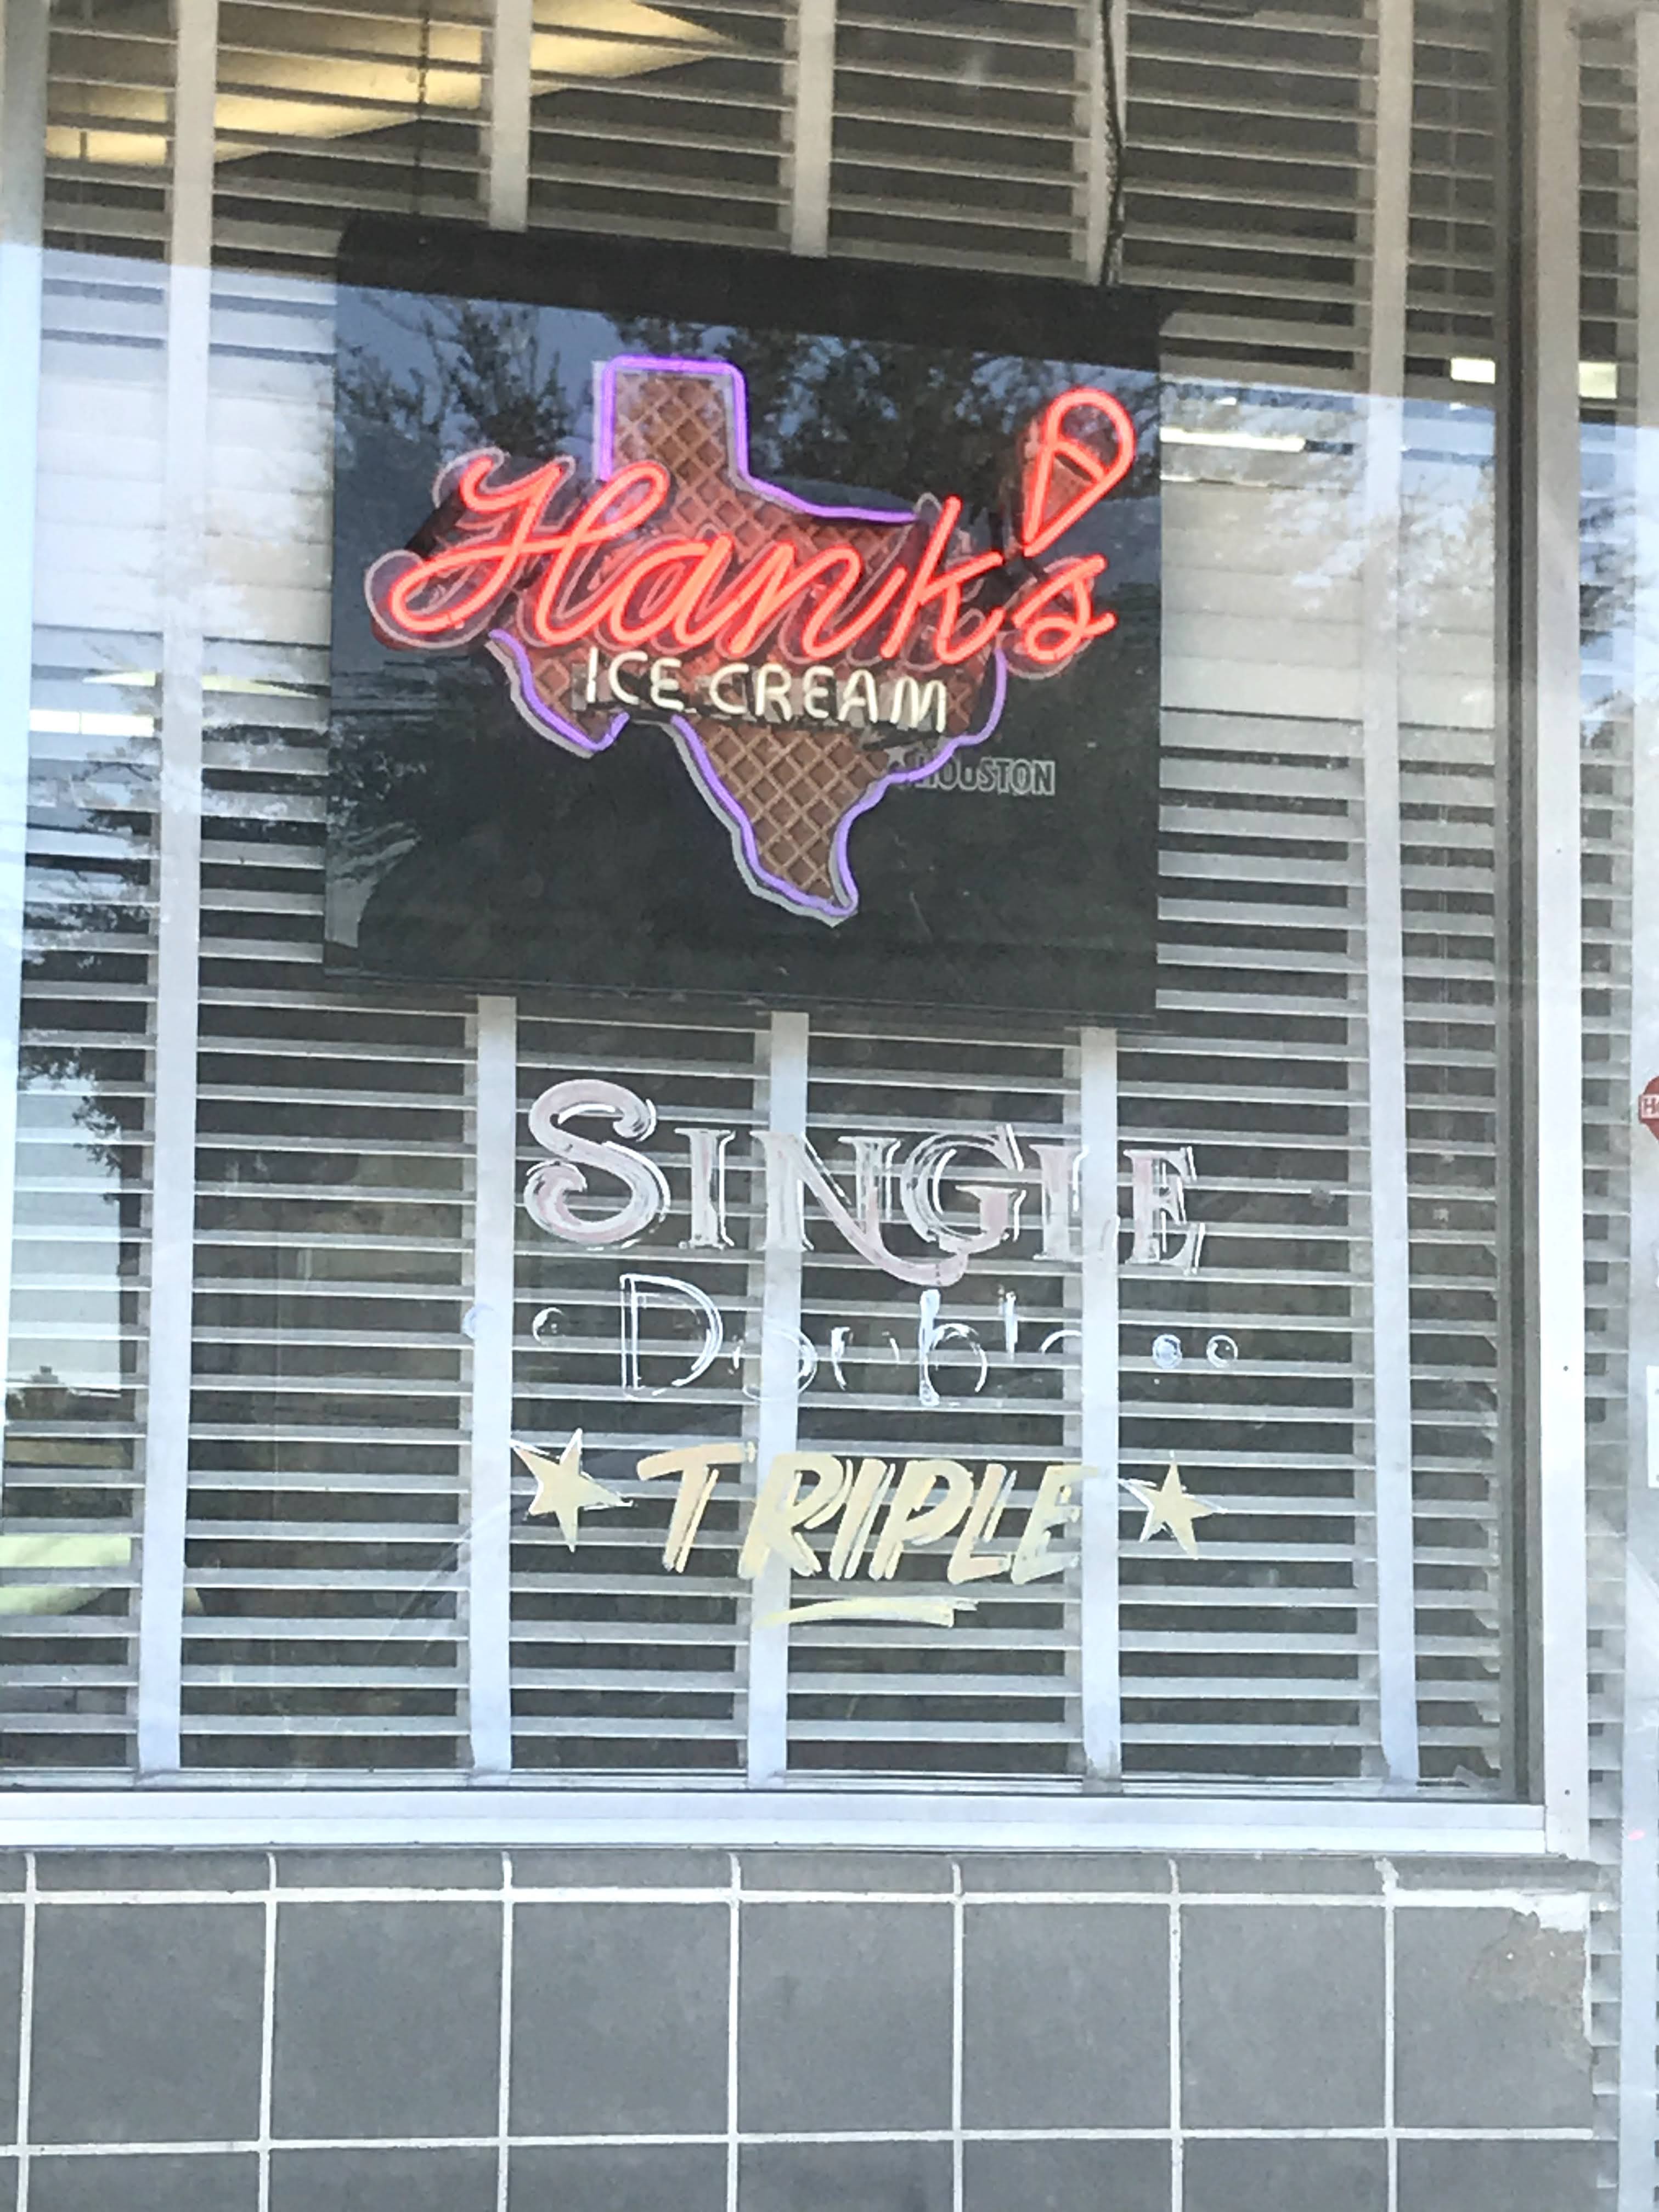 Hank's
ICE CREAM
HOUSTON
SINGLE
Double
TRIPLE